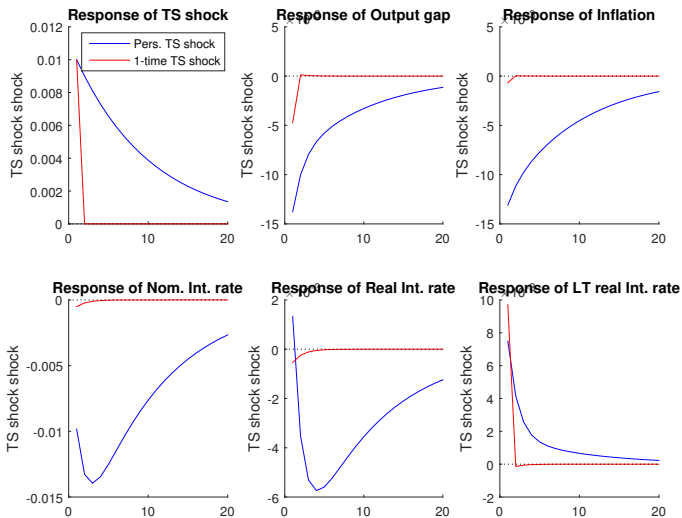 Response of TS shock
0.012
0.01
0.008
0.006
0.004
0.002
0
0 10 20
TS shock shock
Pers. TS shock
1-time TS shock
Response of Output gap
5
0
-5
-10
-15
0 10 20
TS shock shock
Response of Inflation
5
0
-5
-10
-15
0 10 20
TS shock shock
Response of Nom. Int. rate
0
-0.005
-0.01
-0.015
0 10 20
TS shock shock
Response of Real Int. rate
2
0
-2
-4
-6
0 10 20
TS shock shock
Response of LT real Int. rate
10
8
6
4
2
0
-2
0 10 20
TS shock shock